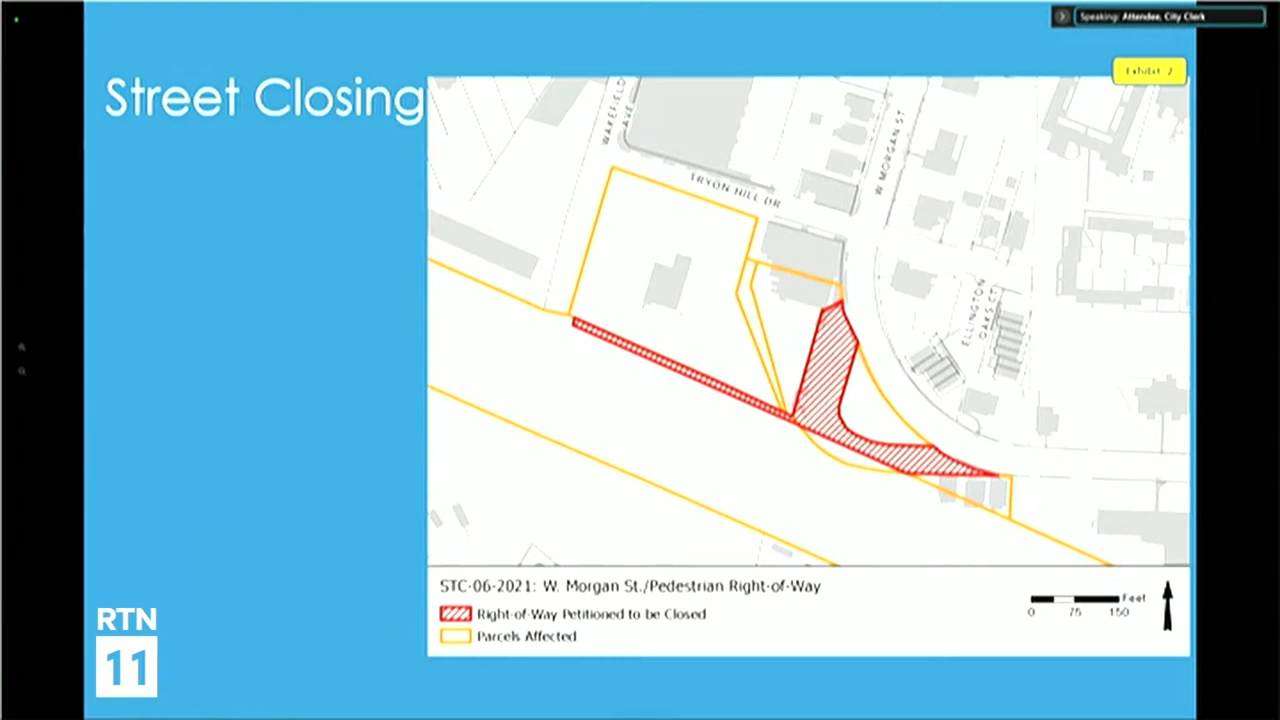 Speaking: Attendee, City Clerk
Exhibit 2
Street Closing
WAKEFIELD
AVE
TRYON HILL DR
W MORGAN ST
ELLINGTON
OAKS CT
STC-06-2021: W. Morgan St./Pedestrian Right-of-Way
Right-of-Way Petitioned to be Closed
Parcels Affected
Feet
0 75 150
RTN
11